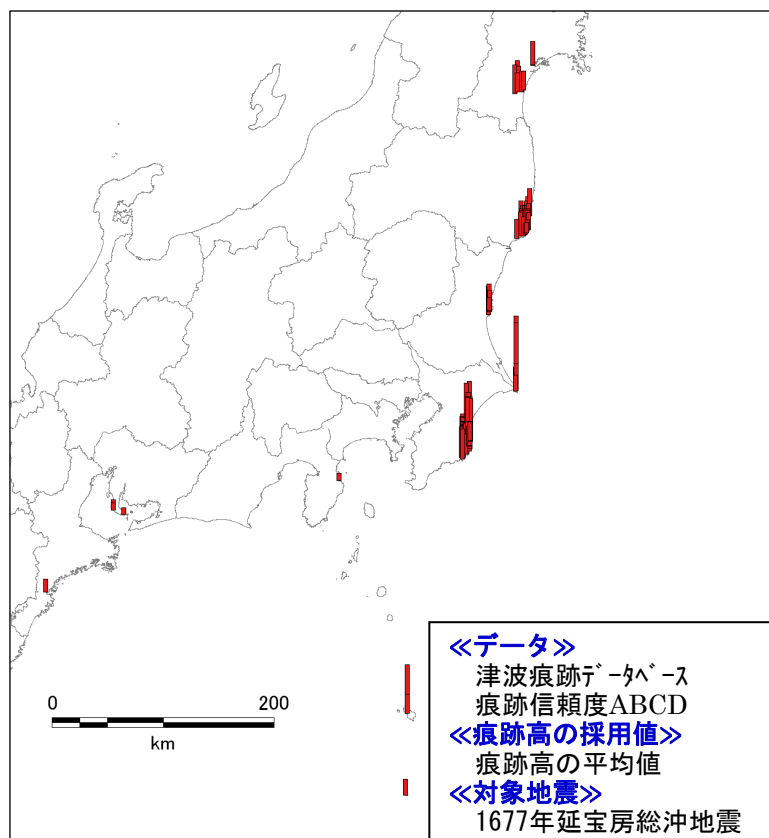 0 200
km
≪データ≫
津波痕跡ﾃﾞｰﾀﾍﾞｰｽ
痕跡信頼度ABCD
≪痕跡高の採用値≫
痕跡高の平均値
≪対象地震≫
1677年延宝房総沖地震